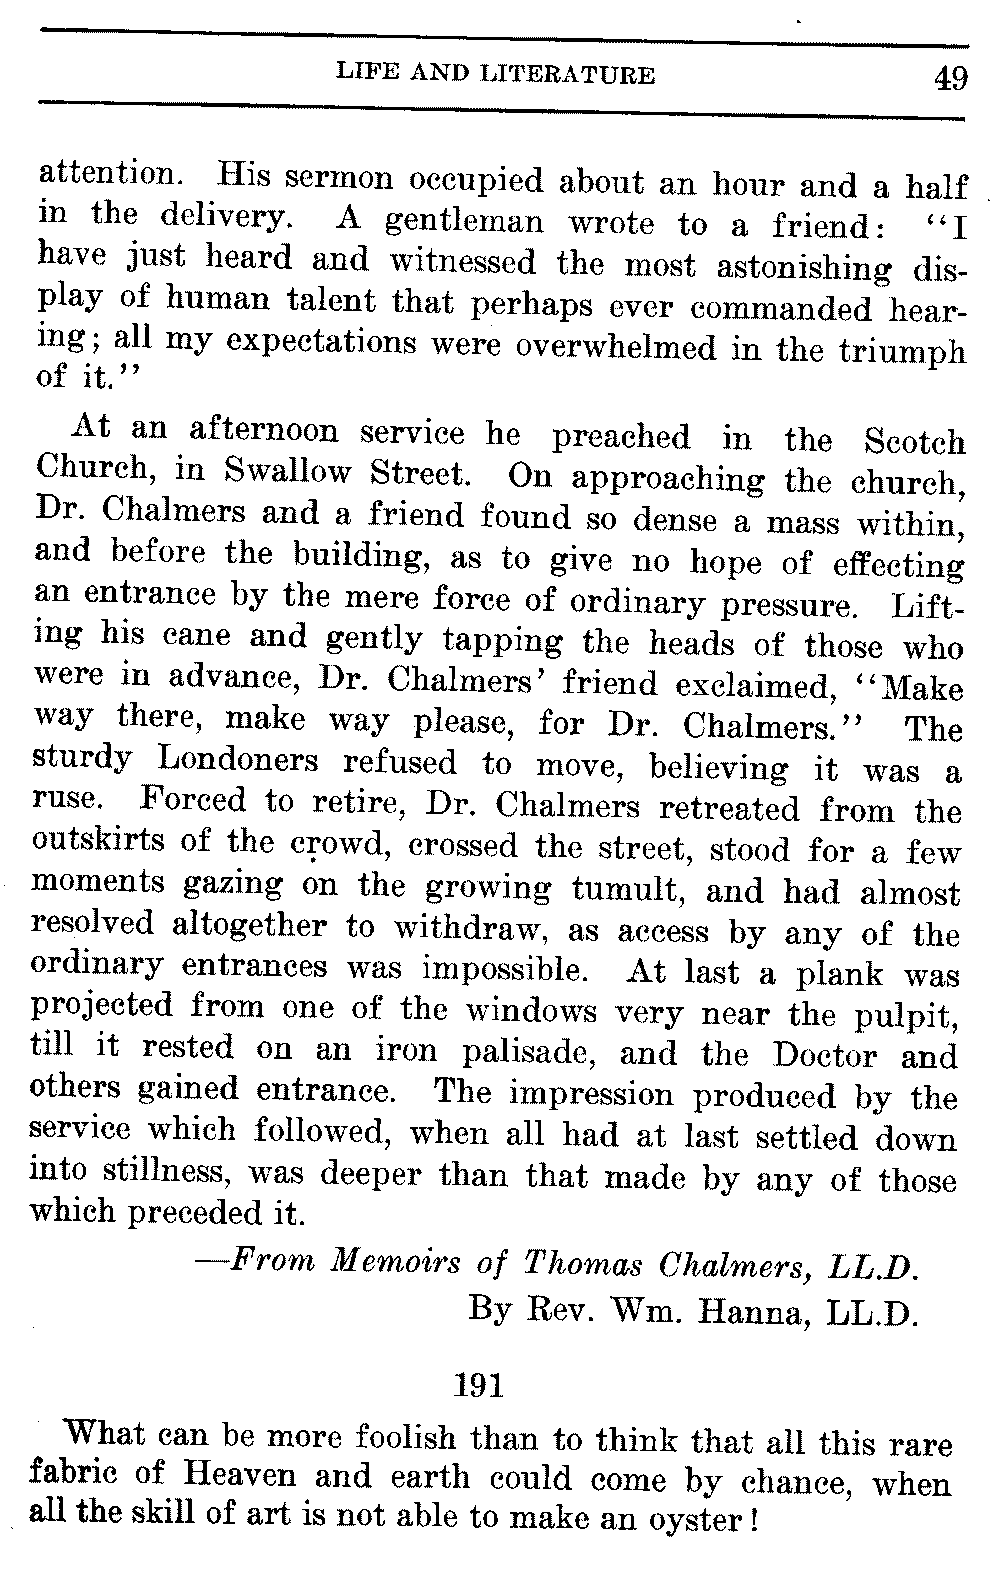 LIFE AND LITERATURE 49
attention. His sermon occupied about an hour and a half
in the delivery. A gentleman wrote to a friend: “I
have just heard and witnessed the most astonishing dis-
play of human talent that perhaps ever commanded hear-
ing; all my expectations were overwhelmed in the triumph
of it.”
At an afternoon service he preached in the Scotch
Church, in Swallow Street. On approaching the church,
Dr. Chalmers and a friend found so dense a mass within,
and before the building, as to give no hope of effecting
an entrance by the mere force of ordinary pressure. Lift-
ing his cane and gently tapping the heads of those who
were in advance, Dr. Chalmers’ friend exclaimed, “Make
way there, make way please, for Dr. Chalmers.” The
sturdy Londoners refused to move, believing it was a
ruse. Forced to retire, Dr. Chalmers retreated from the
outskirts of the crowd, crossed the street, stood for a few
moments gazing on the growing tumult, and had almost
resolved altogether to withdraw, as access by any of the
ordinary entrances was impossible. At last a plank was
projected from one of the windows very near the pulpit,
till it rested on an iron palisade, and the Doctor and
others gained entrance. The impression produced by the
service which followed, when all had at last settled down
into stillness, was deeper than that made by any of those
which preceded it.
—From Memoirs of Thomas Chalmers, LL.D.
By Rev. Wm. Hanna, LL.D.
191
What can be more foolish than to think that all this rare
fabric of Heaven and earth could come by chance, when
all the skill of art is not able to make an oyster!